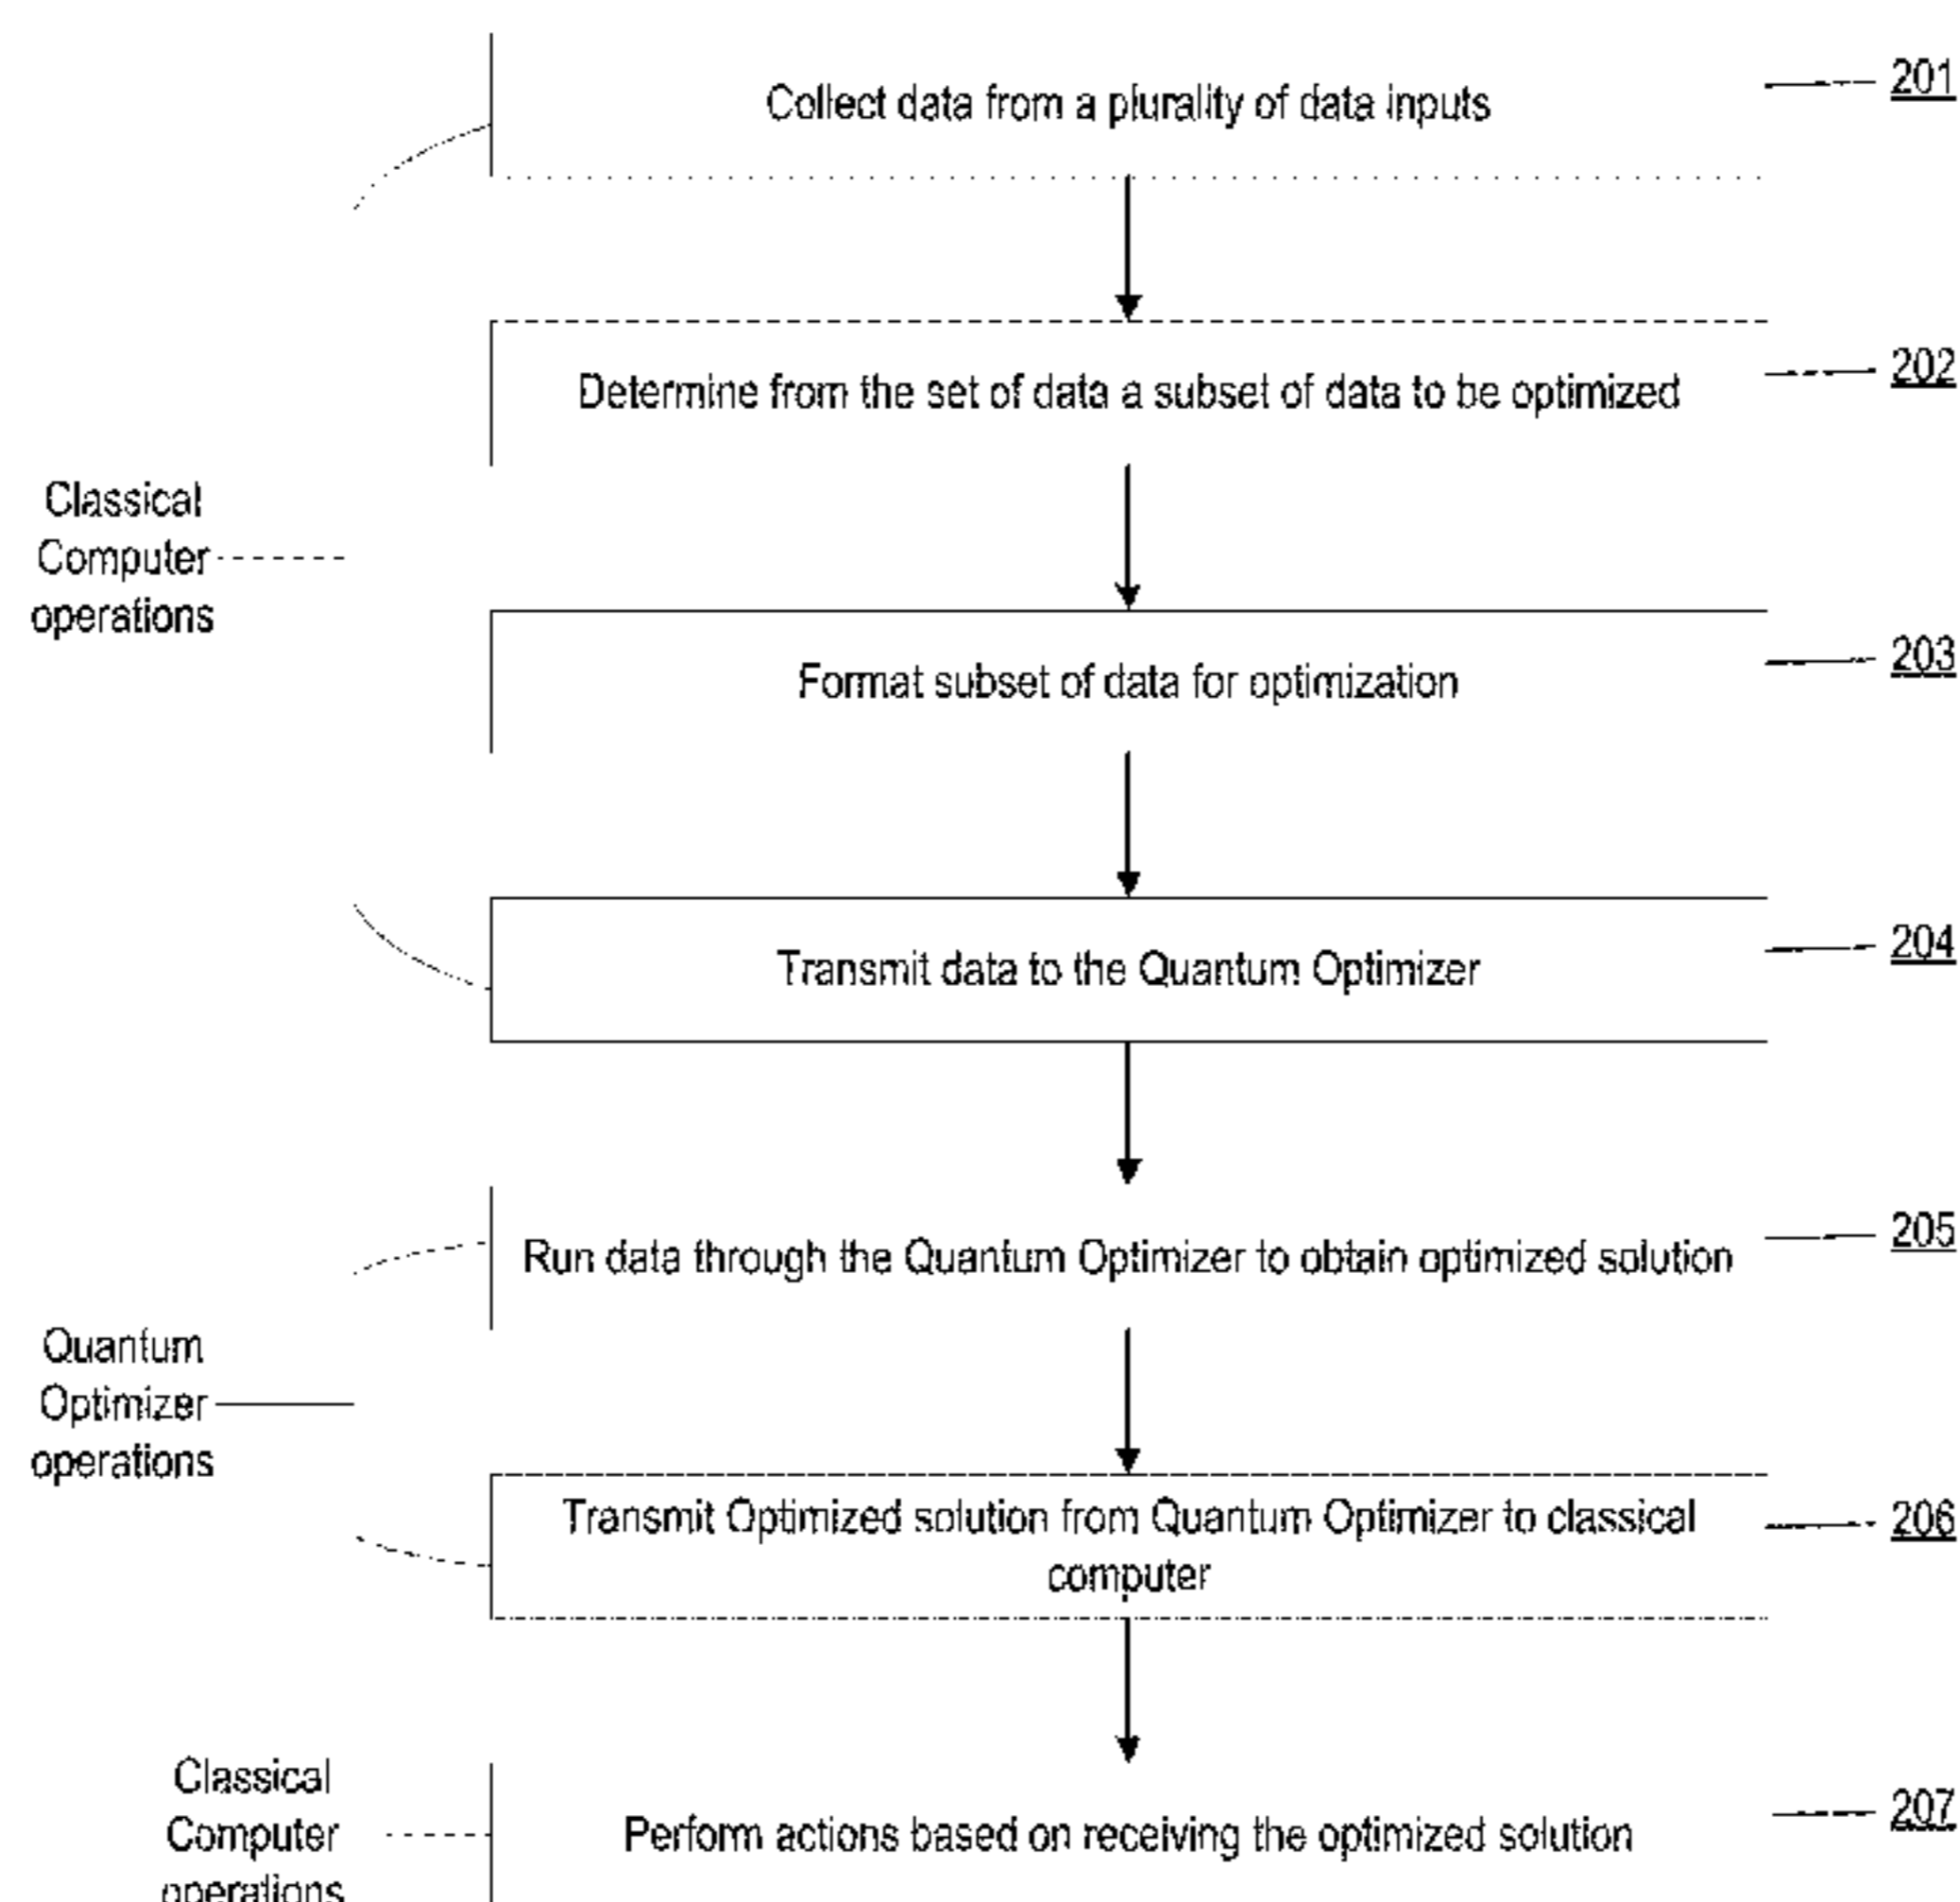 Collect data from a plurality of data inputs
201
Determine from the set of data a subset of data to be optimized
202
Classical
Computer
operations
Format subset of data for optimization
203
Transmit data to the Quantum Optimizer
204
Run data through the Quantum Optimizer to obtain optimized solution
205
Quantum
Optimizer
operations
Transmit Optimized solution from Quantum Optimizer to classical
computer
206
Classical
Computer
operations
Perform actions based on receiving the optimized solution
207